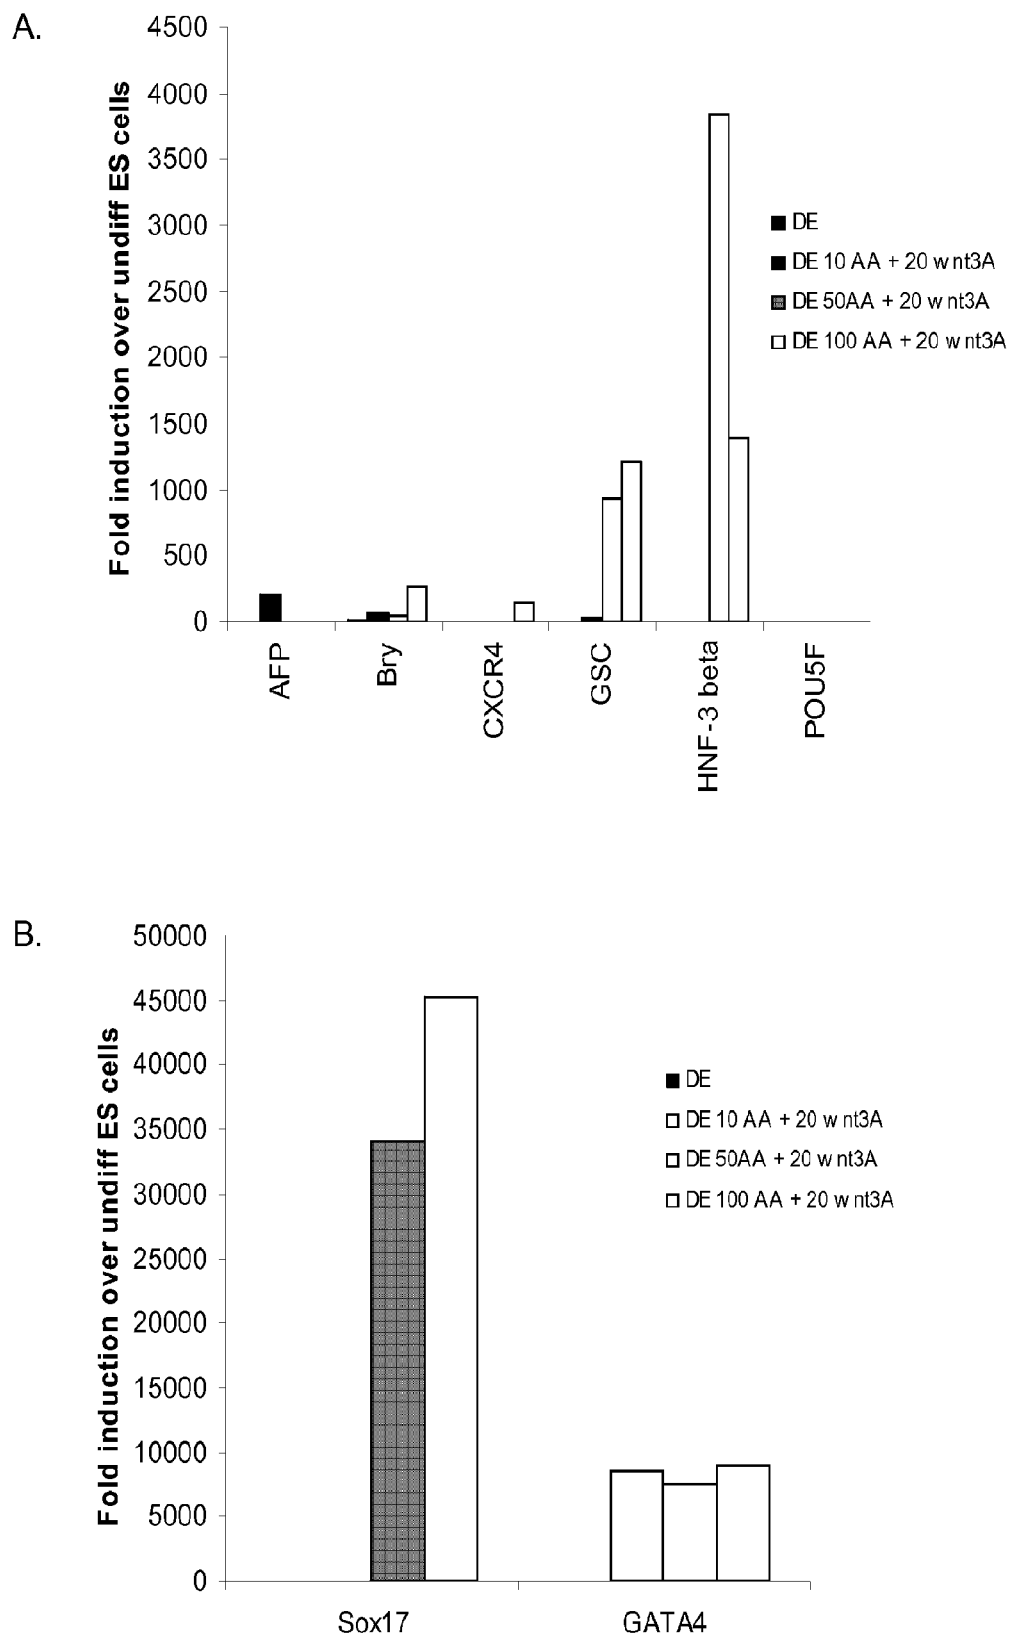 A.
Fold induction over undiff ES cells
4500
4000
3500
3000
2500
2000
1500
1000
500
0
AFP
Bry
CXCR4
GSC
HNF-3 beta
POU5F
DE
DE 10 AA + 20 w nt3A
DE 50AA + 20 w nt3A
DE 100 AA + 20 w nt3A
B.
Fold induction over undiff ES cells
50000
45000
40000
35000
30000
25000
20000
15000
10000
5000
0
Sox17
GATA4
DE
DE 10 AA + 20 w nt3A
DE 50AA + 20 w nt3A
DE 100 AA + 20 w nt3A